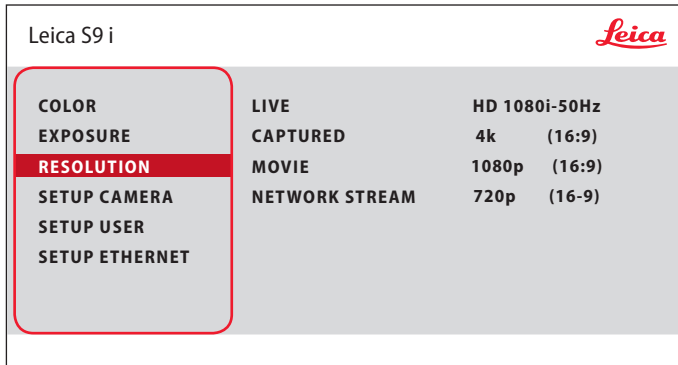 Leica S9 i
Leica
COLOR LIVE HD 1080i-50Hz
EXPOSURE CAPTURED 4k (16:9)
RESOLUTION MOVIE 1080p (16:9)
SETUP CAMERA NETWORK STREAM 720p (16-9)
SETUP USER
SETUP ETHERNET